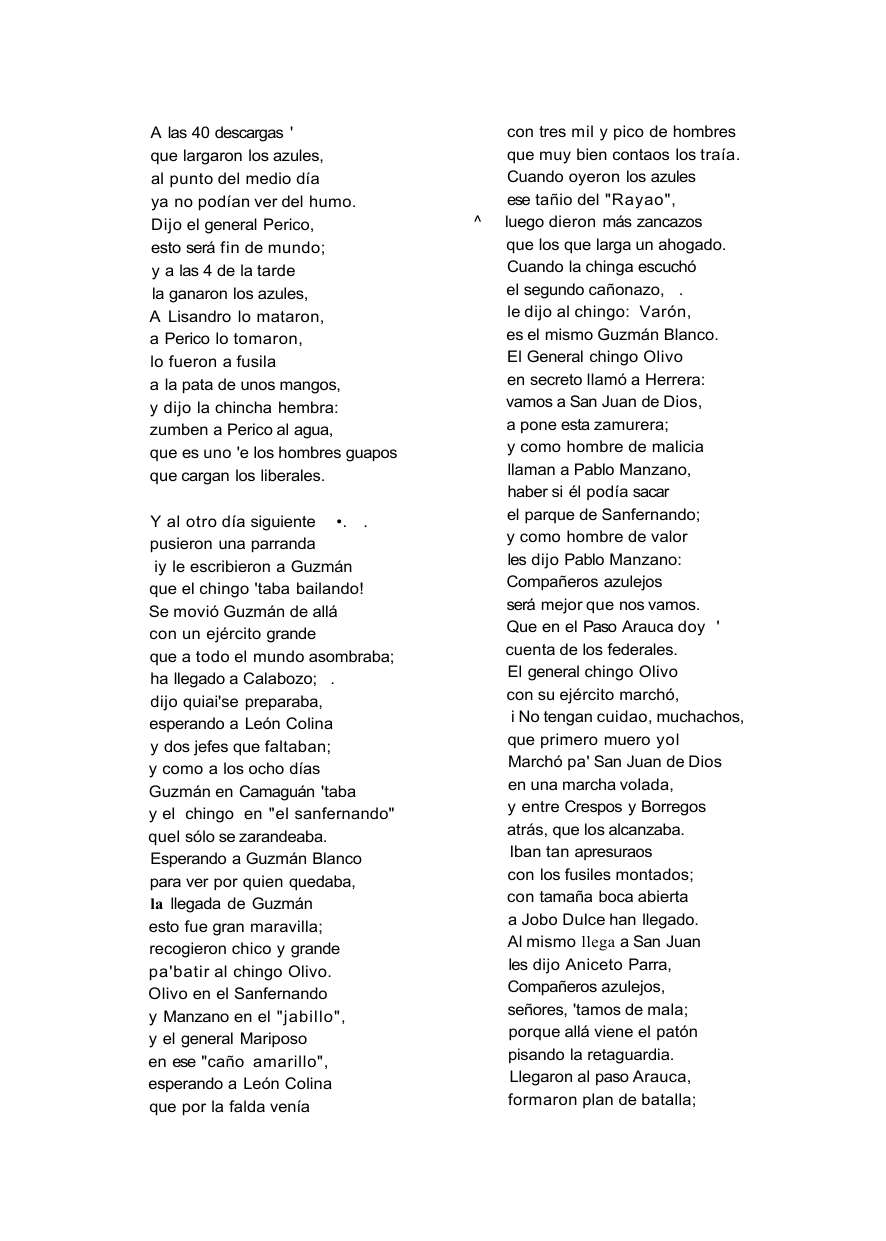 A las 40 descargas '
que largaron los azules,
al punto del medio día
ya no podían ver del humo.
Dijo el general Perico,
esto será fin de mundo;
y a las 4 de la tarde
la ganaron los azules,
A Lisandro lo mataron,
a Perico lo tomaron,
lo fueron a fusila
a la pata de unos mangos,
y dijo la chincha hembra:
zumben a Perico al agua,
que es uno 'e los hombres guapos
que cargan los liberales.

Y al otro día siguiente •. .
pusieron una parranda
iy le escribieron a Guzmán
que el chingo 'taba bailando!
Se movió Guzmán de allá
con un ejército grande
que a todo el mundo asombraba;
ha llegado a Calabozo; .
dijo quiai'se preparaba,
esperando a León Colina
y dos jefes que faltaban;
y como a los ocho días
Guzmán en Camaguán 'taba
y el chingo en "el sanfernando"
quel sólo se zarandeaba.
Esperando a Guzmán Blanco
para ver por quien quedaba,
la llegada de Guzmán
esto fue gran maravilla;
recogieron chico y grande
pa'batir al chingo Olivo.
Olivo en el Sanfernando
y Manzano en el "jabillo",
y el general Mariposo
en ese "caño amarillo",
esperando a León Colina
que por la falda venía
con tres mil y pico de hombres
que muy bien contaos los traía.
Cuando oyeron los azules
ese tañio del "Rayao",
^ luego dieron más zancazos
que los que larga un ahogado.
Cuando la chinga escuchó
el segundo cañonazo, .
le dijo al chingo: Varón,
es el mismo Guzmán Blanco.
El General chingo Olivo
en secreto llamó a Herrera:
vamos a San Juan de Dios,
a pone esta zamurera;
y como hombre de malicia
llaman a Pablo Manzano,
haber si él podía sacar
el parque de Sanfernando;
y como hombre de valor
les dijo Pablo Manzano:
Compañeros azulejos
será mejor que nos vamos.
Que en el Paso Arauca doy '
cuenta de los federales.
El general chingo Olivo
con su ejército marchó,
i No tengan cuidao, muchachos,
que primero muero yol
Marchó pa' San Juan de Dios
en una marcha volada,
y entre Crespos y Borregos
atrás, que los alcanzaba.
Iban tan apresuraos
con los fusiles montados;
con tamaña boca abierta
a Jobo Dulce han llegado.
Al mismo llega a San Juan
les dijo Aniceto Parra,
Compañeros azulejos,
señores, 'tamos de mala;
porque allá viene el patón
pisando la retaguardia.
Llegaron al paso Arauca,
formaron plan de batalla;